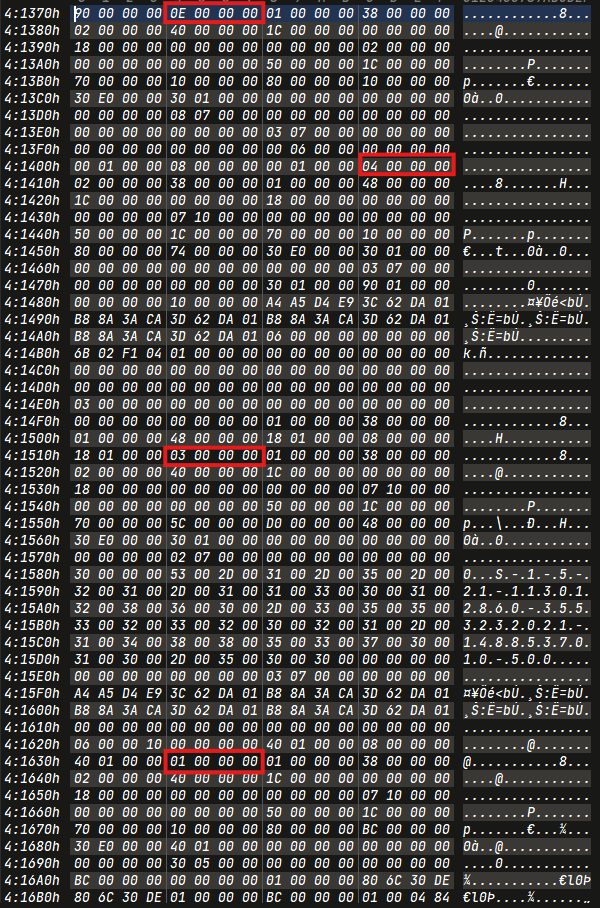 4:1370h 90 00 00 00 0E 00 00 00 01 00 00 00 38 00 00 00 ............8...
4:1380h 02 00 00 00 40 00 00 00 1C 00 00 00 00 00 00 00 ....@...........
4:1390h 18 00 00 00 00 00 00 00 00 00 00 00 02 00 00 00 ................
4:13A0h 00 00 00 00 00 00 00 00 50 00 00 00 1C 00 00 00 ........P.......
4:13B0h 70 00 00 00 10 00 00 00 80 00 00 00 10 00 00 00 p.......€.......
4:13C0h 30 E0 00 00 30 01 00 00 00 00 00 00 00 00 00 00 0à..0...........
4:13D0h 00 00 00 00 08 07 00 00 00 00 00 00 00 00 00 00 ................
4:13E0h 00 00 00 00 00 00 00 00 03 07 00 00 00 00 00 00 ................
4:13F0h 00 00 00 00 00 00 00 00 00 06 00 00 00 00 00 00 ................
4:1400h 00 01 00 00 08 00 00 00 00 01 00 00 04 00 00 00 ................
4:1410h 02 00 00 00 38 00 00 00 01 00 00 00 48 00 00 00 ....8.......H...
4:1420h 1C 00 00 00 00 00 00 00 18 00 00 00 00 00 00 00 ................
4:1430h 00 00 00 00 07 10 00 00 00 00 00 00 00 00 00 00 ................
4:1440h 50 00 00 00 1C 00 00 00 70 00 00 00 10 00 00 00 P.......p.......
4:1450h 80 00 00 00 74 00 00 00 30 E0 00 00 30 01 00 00 €...t...0à..0...
4:1460h 00 00 00 00 00 00 00 00 00 00 00 00 03 07 00 00 ................
4:1470h 00 00 00 00 00 00 00 00 30 01 00 00 90 01 00 00 ........0.......
4:1480h 00 00 00 00 10 00 00 00 A4 A5 D4 E9 3C 62 DA 01 ........¤¥Ôé<bÚ.
4:1490h B8 8A 3A CA 3D 62 DA 01 B8 8A 3A CA 3D 62 DA 01 ¸Š:Ê=bÚ.¸Š:Ê=bÚ.
4:14A0h B8 8A 3A CA 3D 62 DA 01 06 00 00 00 00 00 00 00 ¸Š:Ê=bÚ.........
4:14B0h 6B 02 F1 04 01 00 00 00 00 00 00 00 00 00 00 00 k.ñ.............
4:14C0h 00 00 00 00 00 00 00 00 00 00 00 00 00 00 00 00 ................
4:14D0h 00 00 00 00 00 00 00 00 00 00 00 00 00 00 00 00 ................
4:14E0h 03 00 00 00 00 00 00 00 00 00 00 00 00 00 00 00 ................
4:14F0h 00 00 00 00 00 00 00 00 01 00 00 00 38 00 00 00 ............8...
4:1500h 01 00 00 00 48 00 00 00 18 01 00 00 08 00 00 00 ....H...........
4:1510h 18 01 00 00 03 00 00 00 01 00 00 00 38 00 00 00 ............8...
4:1520h 02 00 00 00 40 00 00 00 1C 00 00 00 00 00 00 00 ....@...........
4:1530h 18 00 00 00 00 00 00 00 00 00 00 00 07 10 00 00 ................
4:1540h 00 00 00 00 00 00 00 00 50 00 00 00 1C 00 00 00 ........P.......
4:1550h 70 00 00 00 5C 00 00 00 D0 00 00 00 48 00 00 00 p...\...Ð...H...
4:1560h 30 E0 00 00 30 01 00 00 00 00 00 00 00 00 00 00 0à..0...........
4:1570h 00 00 00 00 02 07 00 00 00 00 00 00 00 00 00 00 ................
4:1580h 30 00 00 00 53 00 2D 00 31 00 2D 00 35 00 2D 00 0...S.-.1.-.5.-.
4:1590h 32 00 31 00 2D 00 31 00 31 00 33 00 30 00 31 00 2.1.-.1.1.3.0.1.
4:15A0h 32 00 38 00 36 00 30 00 2D 00 33 00 35 00 35 00 2.8.6.0.-.3.5.5.
4:15B0h 33 00 32 00 33 00 32 00 30 00 32 00 31 00 2D 00 3.2.3.2.0.2.1.-.
4:15C0h 31 00 34 00 38 00 38 00 35 00 33 00 37 00 30 00 1.4.8.8.5.3.7.0.
4:15D0h 31 00 30 00 2D 00 35 00 30 00 30 00 00 00 00 00 1.0.-.5.0.0.....
4:15E0h 00 00 00 00 00 00 00 00 03 07 00 00 00 00 00 00 ................
4:15F0h A4 A5 D4 E9 3C 62 DA 01 B8 8A 3A CA 3D 62 DA 01 ¤¥Ôé<bÚ.¸Š:Ê=bÚ.
4:1600h B8 8A 3A CA 3D 62 DA 01 B8 8A 3A CA 3D 62 DA 01 ¸Š:Ê=bÚ.¸Š:Ê=bÚ.
4:1610h 00 00 00 00 00 00 00 00 00 00 00 00 00 00 00 00 ................
4:1620h 06 00 00 10 00 00 00 00 40 01 00 00 08 00 00 00 ........@.......
4:1630h 40 01 00 00 01 00 00 00 01 00 00 00 38 00 00 00 @...........8...
4:1640h 02 00 00 00 40 00 00 00 1C 00 00 00 00 00 00 00 ....@...........
4:1650h 18 00 00 00 00 00 00 00 00 00 00 00 07 10 00 00 ................
4:1660h 00 00 00 00 00 00 00 00 50 00 00 00 1C 00 00 00 ........P.......
4:1670h 70 00 00 00 10 00 00 00 80 00 00 00 BC 00 00 00 p.......€...¼...
4:1680h 30 E0 00 00 40 01 00 00 00 00 00 00 00 00 00 00 0à..@...........
4:1690h 00 00 00 00 30 05 00 00 00 00 00 00 00 00 00 00 ....0...........
4:16A0h BC 00 00 00 00 00 00 00 01 00 00 00 80 6C 30 DE ¼...........€l0Þ
4:16B0h 80 6C 30 DE 01 00 00 00 BC 00 00 00 01 00 04 84 €l0Þ....¼......„